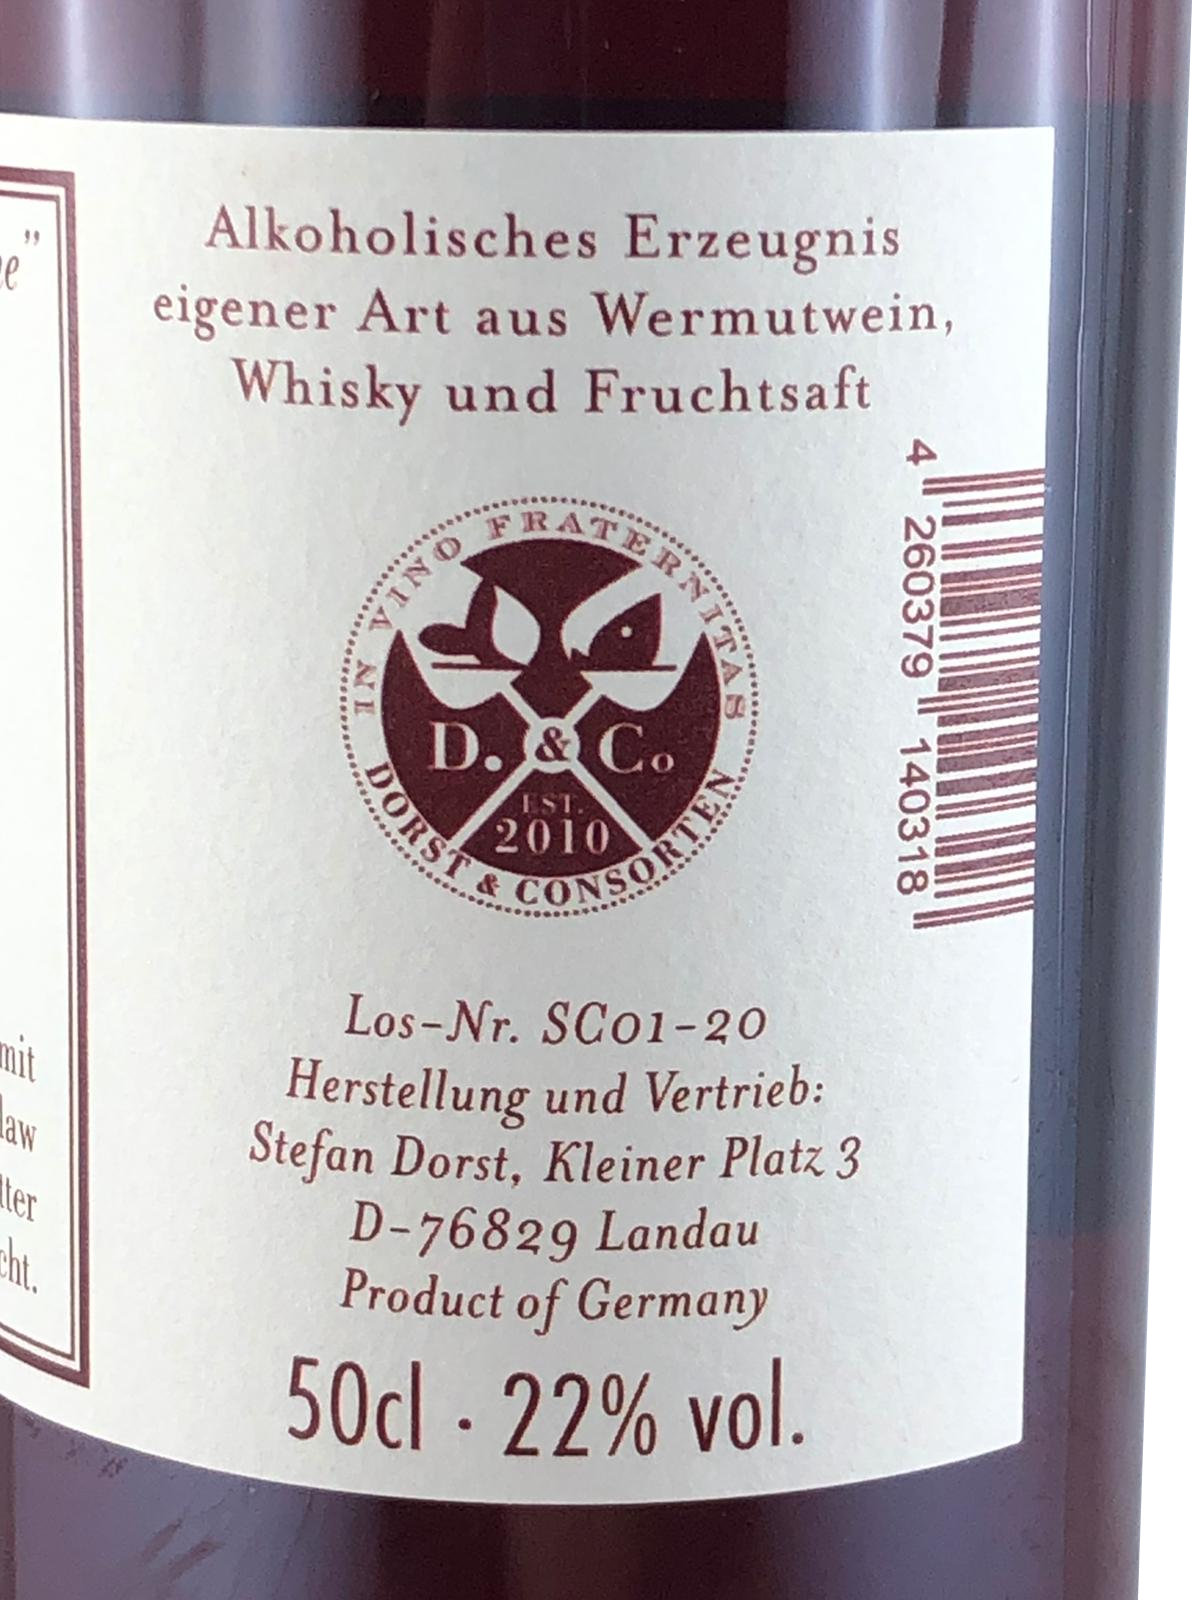 Alkoholisches Erzeugnis
eigener Art aus Wermutwein,
Whisky und Fruchtsaft
IN VINO FRATERNITAS
D. & Co
EST.
2010
DORST & CONSORTEN
4 260379 140318
Los-Nr. SC01-20
Herstellung und Vertrieb:
Stefan Dorst, Kleiner Platz 3
D-76829 Landau
Product of Germany
50cl · 22% vol.
mit